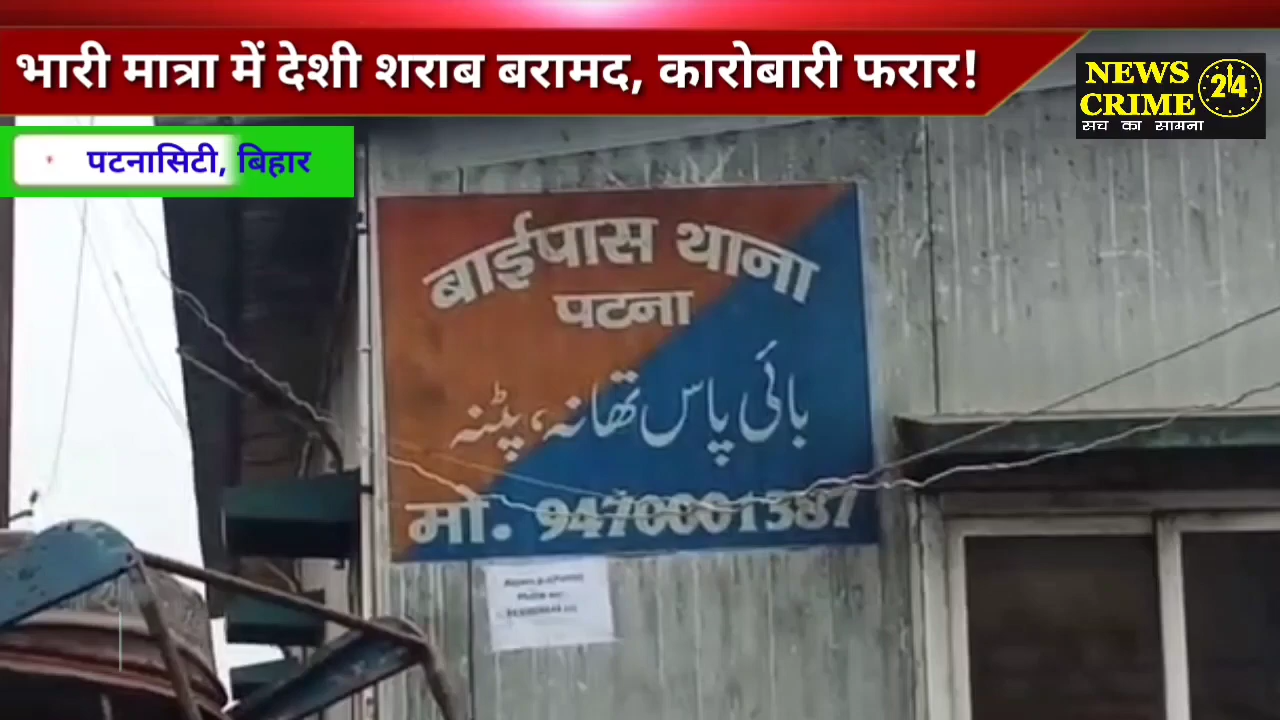 भारी मात्रा में देशी शराब बरामद, कारोबारी फरार!
NEWS
CRIME 24
सच का सामना
पटनासिटी, बिहार
बाईपास थाना
पटना
بائی پاس تھانہ، پٹنہ
मो. 9470001387